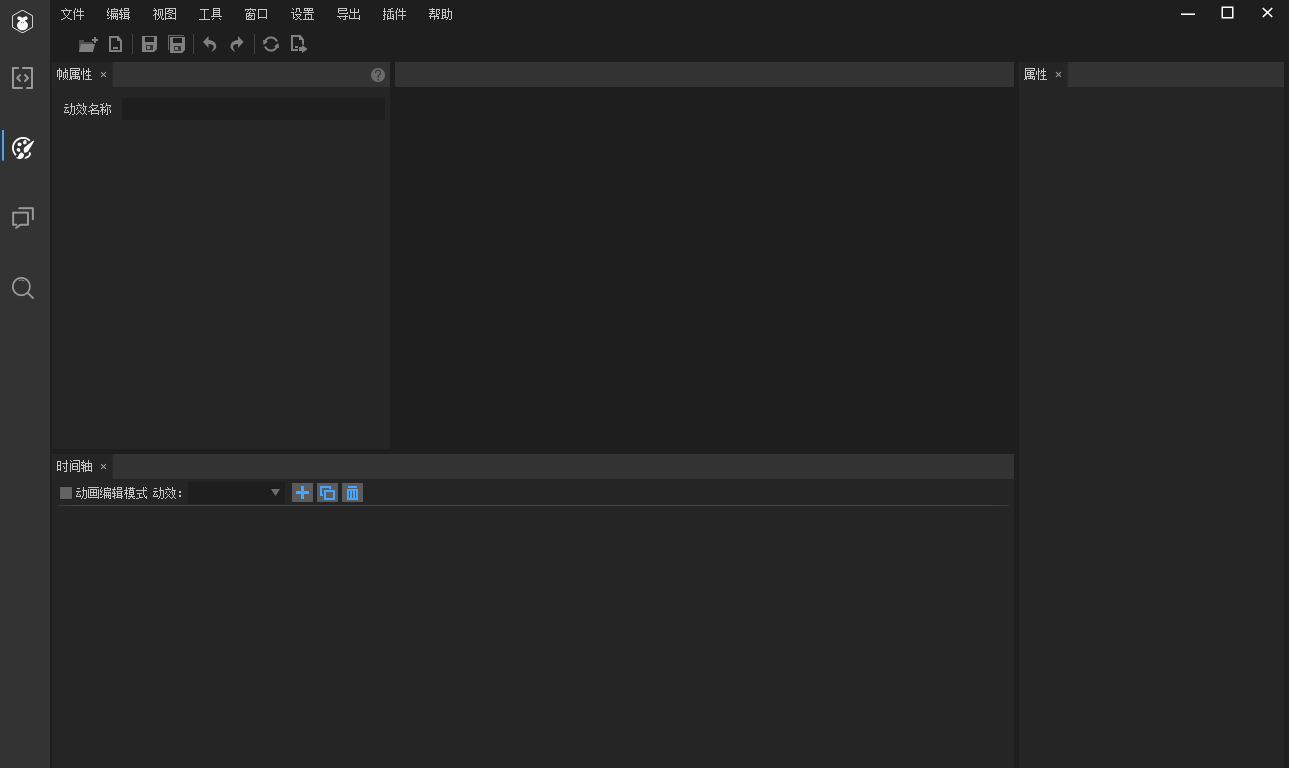 文件 编辑 视图 工具 窗口 设置 导出 插件 帮助
帧属性
属性
动效名称
时间轴
动画编辑模式 动效：